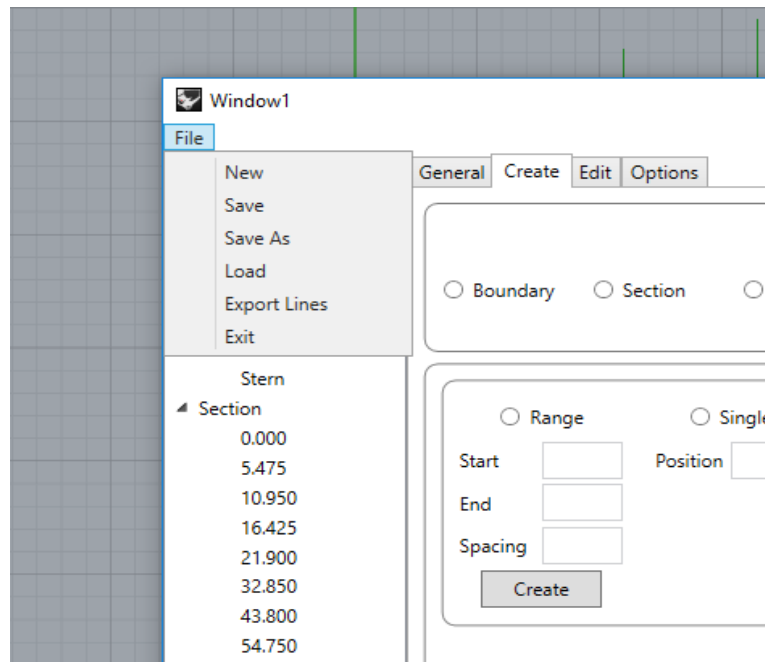 Window1
File
New
Save
Save As
Load
Export Lines
Exit
General Create Edit Options
Boundary Section
Stern
Section
0.000
5.475
10.950
16.425
21.900
32.850
43.800
54.750
Range Single
Start Position
End
Spacing
Create